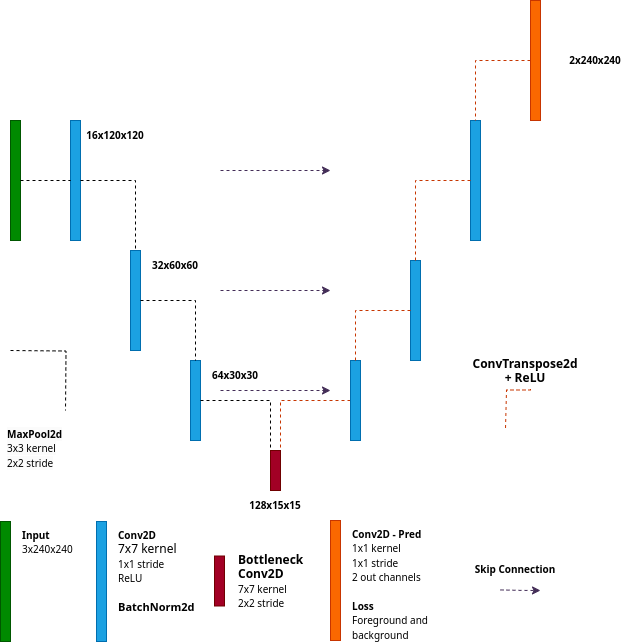 2x240x240
16x120x120
32x60x60
64x30x30
ConvTranspose2d
+ ReLU
MaxPool2d
3x3 kernel
2x2 stride
128x15x15
Input
3x240x240
Conv2D
7x7 kernel
1x1 stride
ReLU
BatchNorm2d
Bottleneck
Conv2D
7x7 kernel
2x2 stride
Conv2D - Pred
1x1 kernel
1x1 stride
2 out channels
Loss
Foreground and
background
Skip Connection